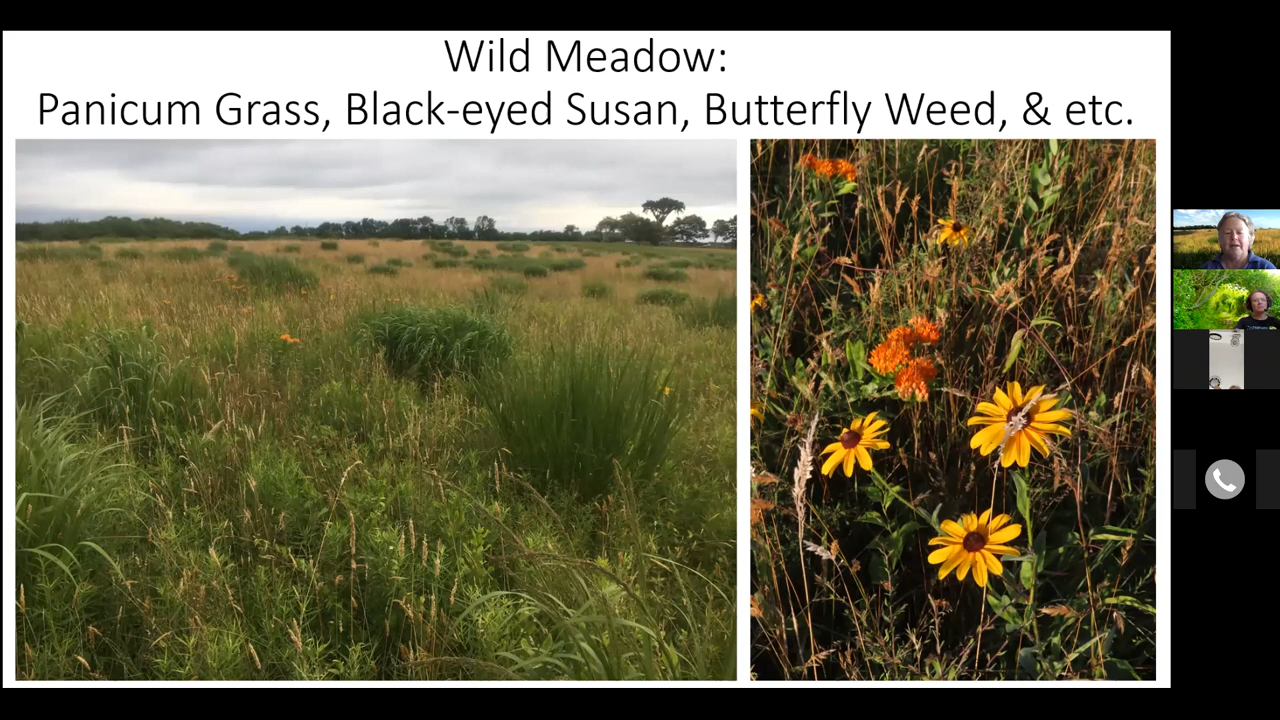 Wild Meadow:
Panicum Grass, Black-eyed Susan, Butterfly Weed, & etc.